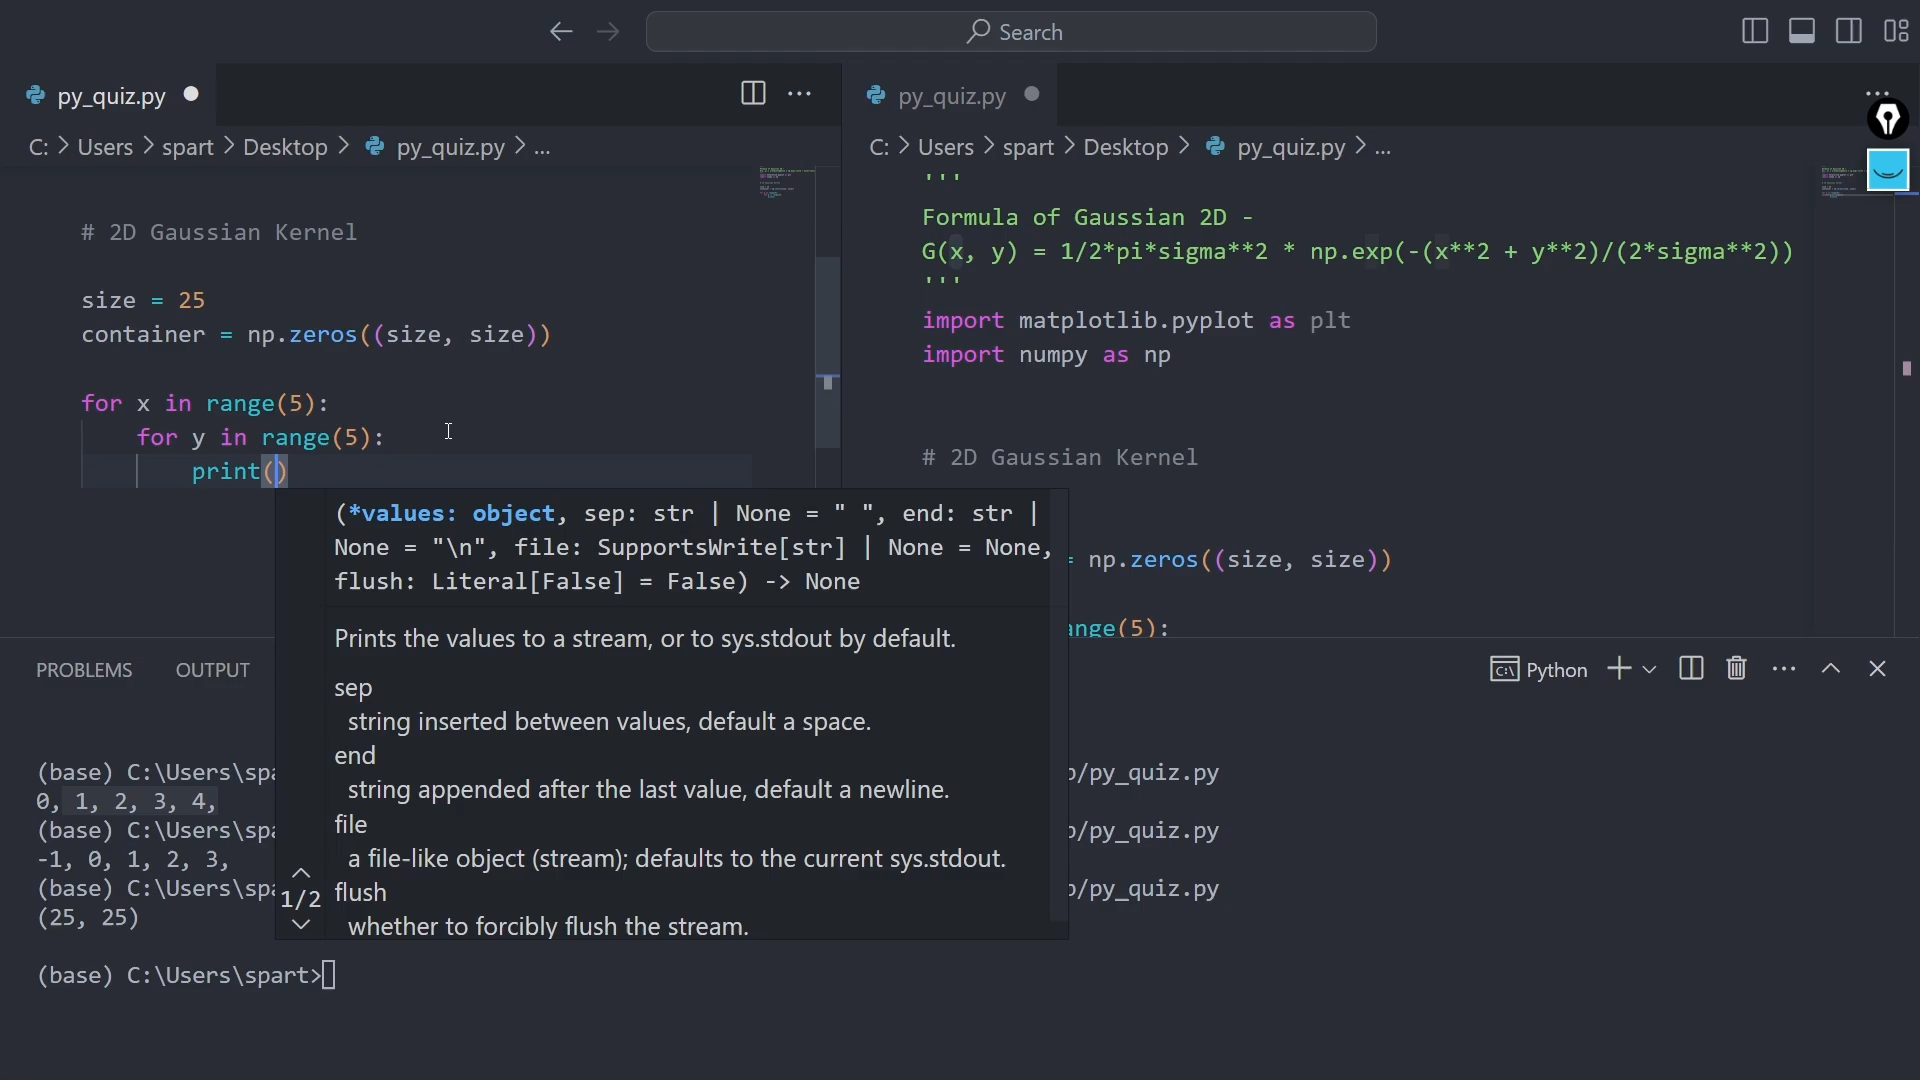 Search
py_quiz.py
C: > Users > spart > Desktop > py_quiz.py > ...
# 2D Gaussian Kernel
size = 25
container = np.zeros((size, size))
for x in range(5):
for y in range(5):
print()
py_quiz.py
C: > Users > spart > Desktop > py_quiz.py > ...
'''
Formula of Gaussian 2D -
G(x, y) = 1/2*pi*sigma**2 * np.exp(-(x**2 + y**2)/(2*sigma**2))
'''
import matplotlib.pyplot as plt
import numpy as np
# 2D Gaussian Kernel
= np.zeros((size, size))
ange(5):
(*values: object, sep: str | None = " ", end: str |
None = "\n", file: SupportsWrite[str] | None = None,
flush: Literal[False] = False) -> None
Prints the values to a stream, or to sys.stdout by default.
sep
string inserted between values, default a space.
end
string appended after the last value, default a newline.
file
a file-like object (stream); defaults to the current sys.stdout.
flush
whether to forcibly flush the stream.
1/2
PROBLEMS OUTPUT
Python
(base) C:\Users\spa /py_quiz.py
0, 1, 2, 3, 4,
(base) C:\Users\spa /py_quiz.py
-1, 0, 1, 2, 3,
(base) C:\Users\spa /py_quiz.py
(25, 25)
(base) C:\Users\spart>